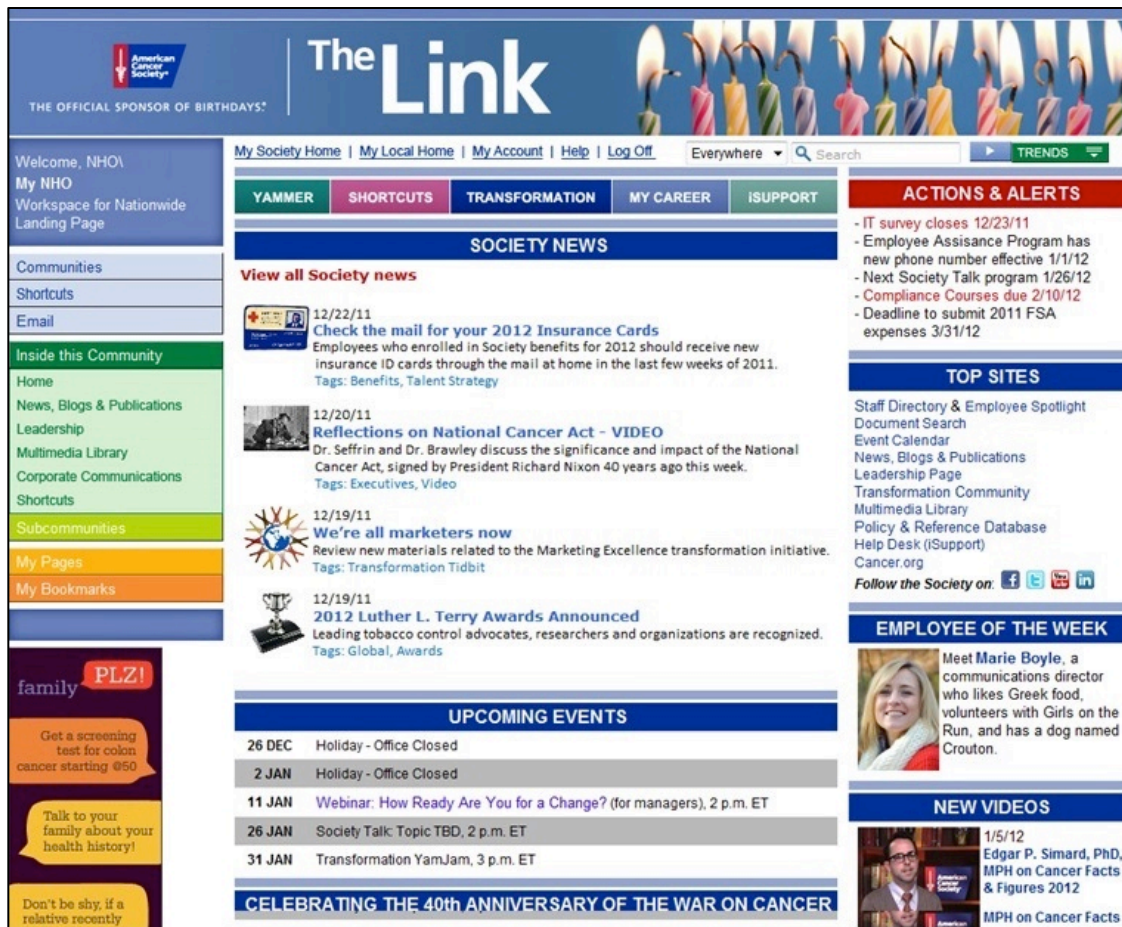 American
Cancer
Society®
THE OFFICIAL SPONSOR OF BIRTHDAYS.®
The Link
Welcome, NHO\
My NHO
Workspace for Nationwide
Landing Page
Communities
Shortcuts
Email
Inside this Community
Home
News, Blogs & Publications
Leadership
Multimedia Library
Corporate Communications
Shortcuts
Subcommunities
My Pages
My Bookmarks
family PLZ!
Get a screening
test for colon
cancer starting @50
Talk to your
family about your
health history!
Don't be shy, if a
relative recently
My Society Home | My Local Home | My Account | Help | Log Off
Everywhere Search TRENDS
YAMMER SHORTCUTS TRANSFORMATION MY CAREER iSUPPORT
SOCIETY NEWS
View all Society news
12/22/11
Check the mail for your 2012 Insurance Cards
Employees who enrolled in Society benefits for 2012 should receive new
insurance ID cards through the mail at home in the last few weeks of 2011.
Tags: Benefits, Talent Strategy
12/20/11
Reflections on National Cancer Act - VIDEO
Dr. Seffrin and Dr. Brawley discuss the significance and impact of the National
Cancer Act, signed by President Richard Nixon 40 years ago this week.
Tags: Executives, Video
12/19/11
We're all marketers now
Review new materials related to the Marketing Excellence transformation initiative.
Tags: Transformation Tidbit
12/19/11
2012 Luther L. Terry Awards Announced
Leading tobacco control advocates, researchers and organizations are recognized.
Tags: Global, Awards
UPCOMING EVENTS
26 DEC Holiday - Office Closed
2 JAN Holiday - Office Closed
11 JAN Webinar: How Ready Are You for a Change? (for managers), 2 p.m. ET
26 JAN Society Talk: Topic TBD, 2 p.m. ET
31 JAN Transformation YamJam, 3 p.m. ET
CELEBRATING THE 40th ANNIVERSARY OF THE WAR ON CANCER
ACTIONS & ALERTS
- IT survey closes 12/23/11
- Employee Assisance Program has
new phone number effective 1/1/12
- Next Society Talk program 1/26/12
- Compliance Courses due 2/10/12
- Deadline to submit 2011 FSA
expenses 3/31/12
TOP SITES
Staff Directory & Employee Spotlight
Document Search
Event Calendar
News, Blogs & Publications
Leadership Page
Transformation Community
Multimedia Library
Policy & Reference Database
Help Desk (iSupport)
Cancer.org
Follow the Society on:
EMPLOYEE OF THE WEEK
Meet Marie Boyle, a
communications director
who likes Greek food,
volunteers with Girls on the
Run, and has a dog named
Crouton.
NEW VIDEOS
1/5/12
Edgar P. Simard, PhD,
MPH on Cancer Facts
& Figures 2012
MPH on Cancer Facts